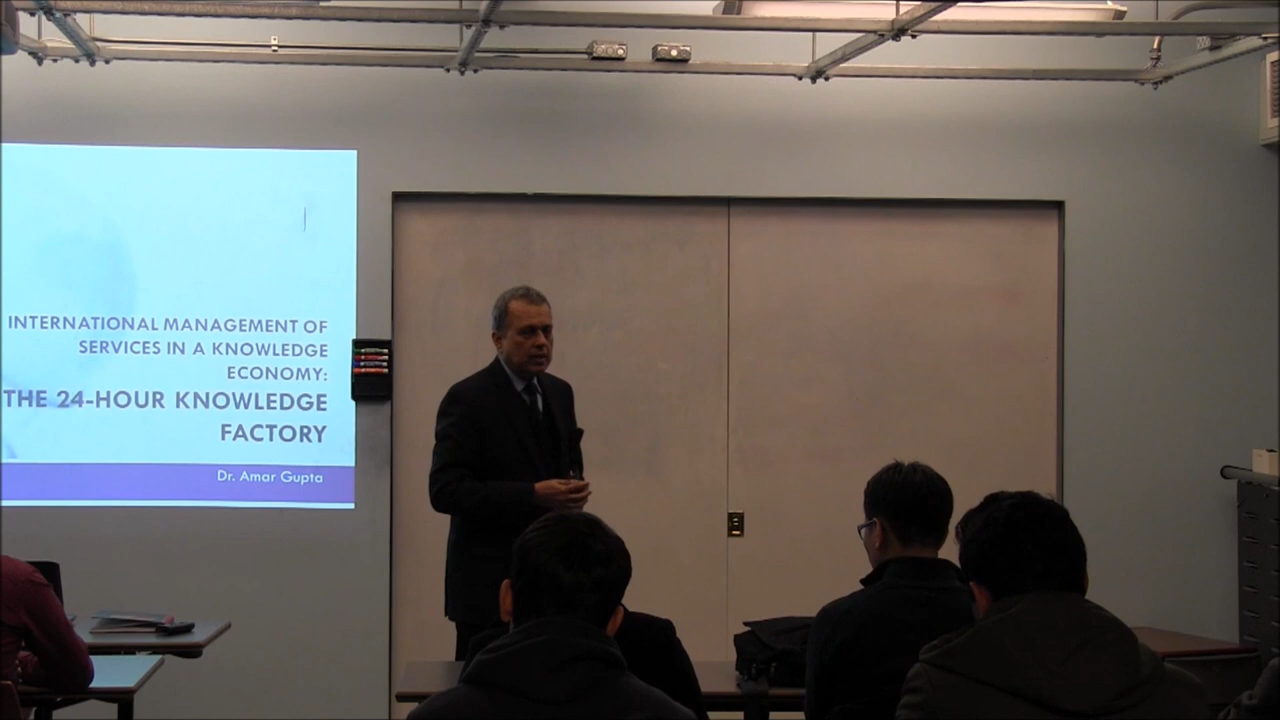 INTERNATIONAL MANAGEMENT OF
SERVICES IN A KNOWLEDGE
ECONOMY:
THE 24-HOUR KNOWLEDGE
FACTORY
Dr. Amar Gupta